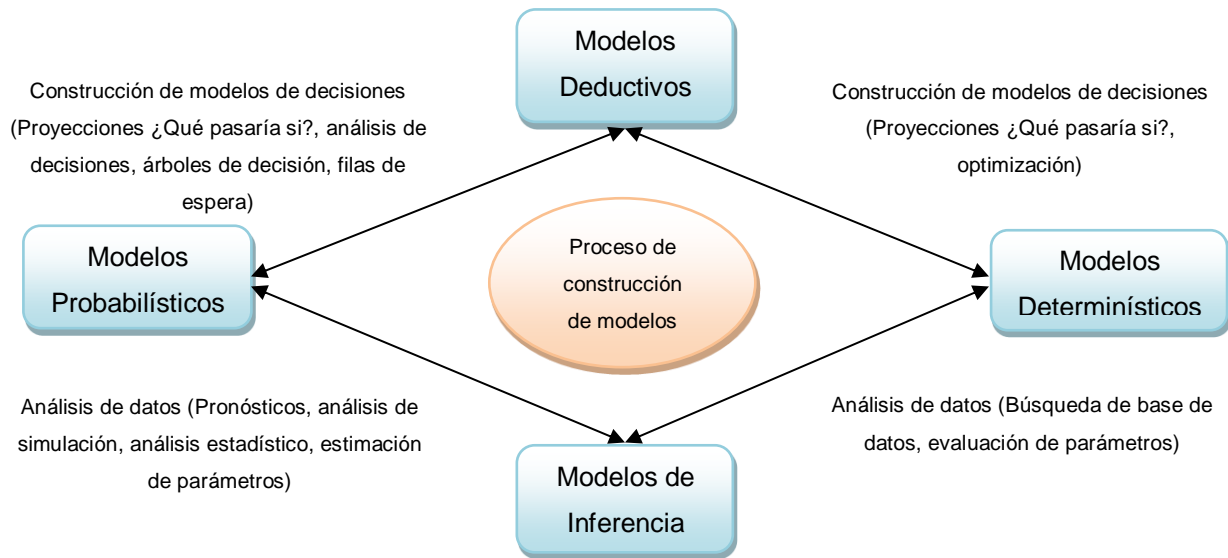 Modelos
Deductivos
Construcción de modelos de decisiones
(Proyecciones ¿Qué pasaría si?, análisis de
decisiones, árboles de decisión, filas de
espera)
Construcción de modelos de decisiones
(Proyecciones ¿Qué pasaría si?,
optimización)
Modelos
Probabilísticos
Proceso de
construcción
de modelos
Modelos
Determinísticos
Análisis de datos (Pronósticos, análisis de
simulación, análisis estadístico, estimación
de parámetros)
Análisis de datos (Búsqueda de base de
datos, evaluación de parámetros)
Modelos de
Inferencia